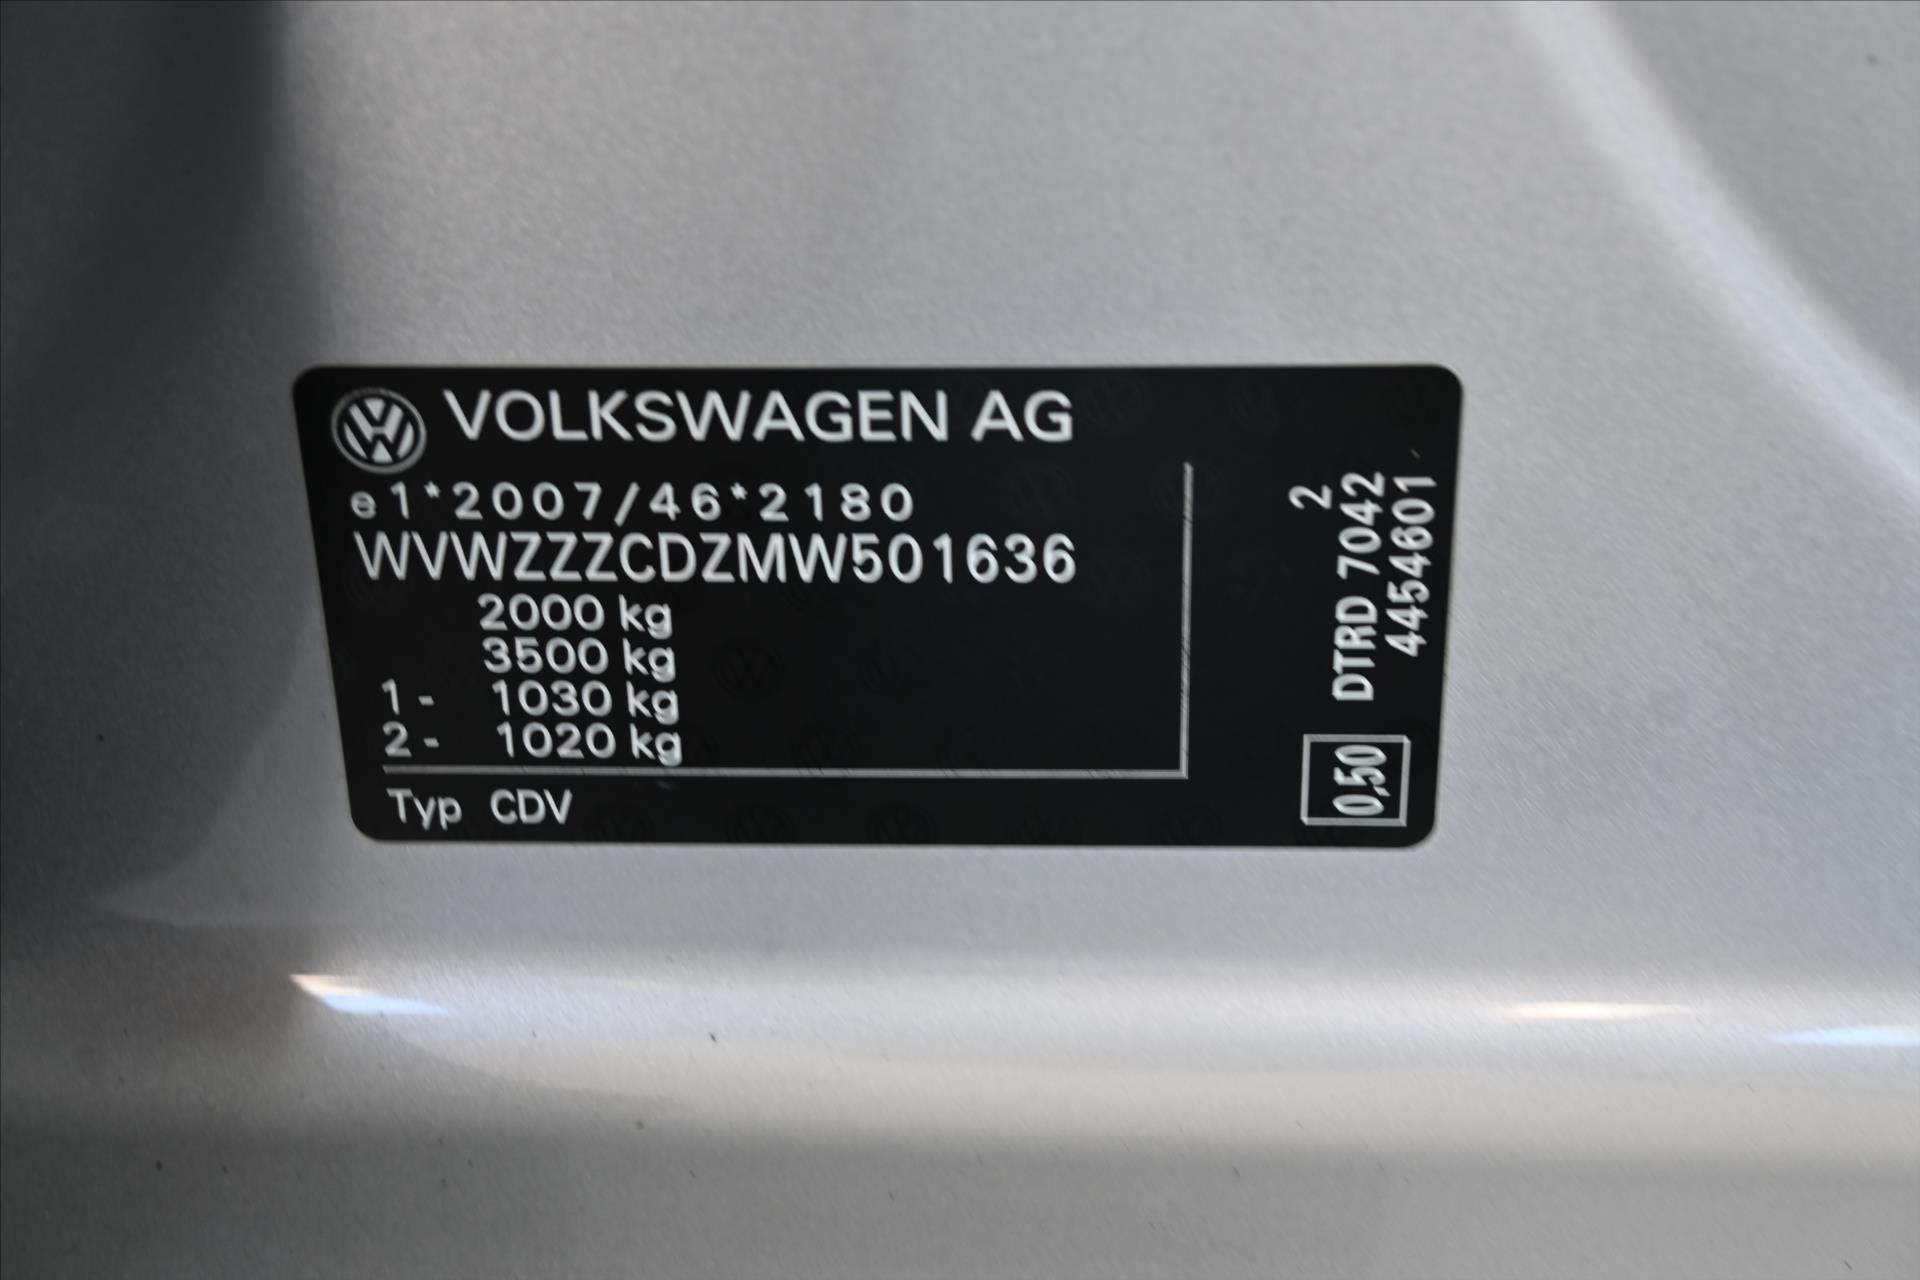 VOLKSWAGEN AG
e1*2007/46*2180
WVWZZZCDZMW501636
2000 kg
3500 kg
1 - 1030 kg
2 - 1020 kg
Typ CDV
2
DTRD 7042
4454601
0,50